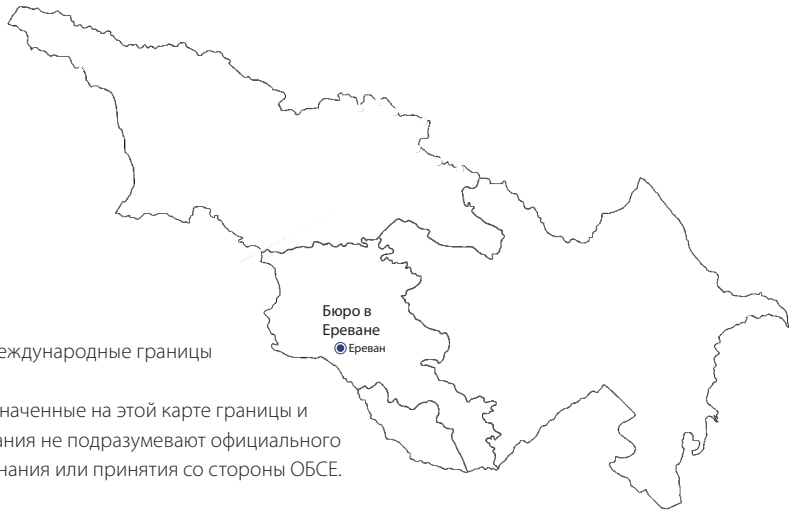 Бюро в
Ереване
Ереван
еждународные границы
наченные на этой карте границы и
ания не подразумевают официального
нания или принятия со стороны ОБСЕ.